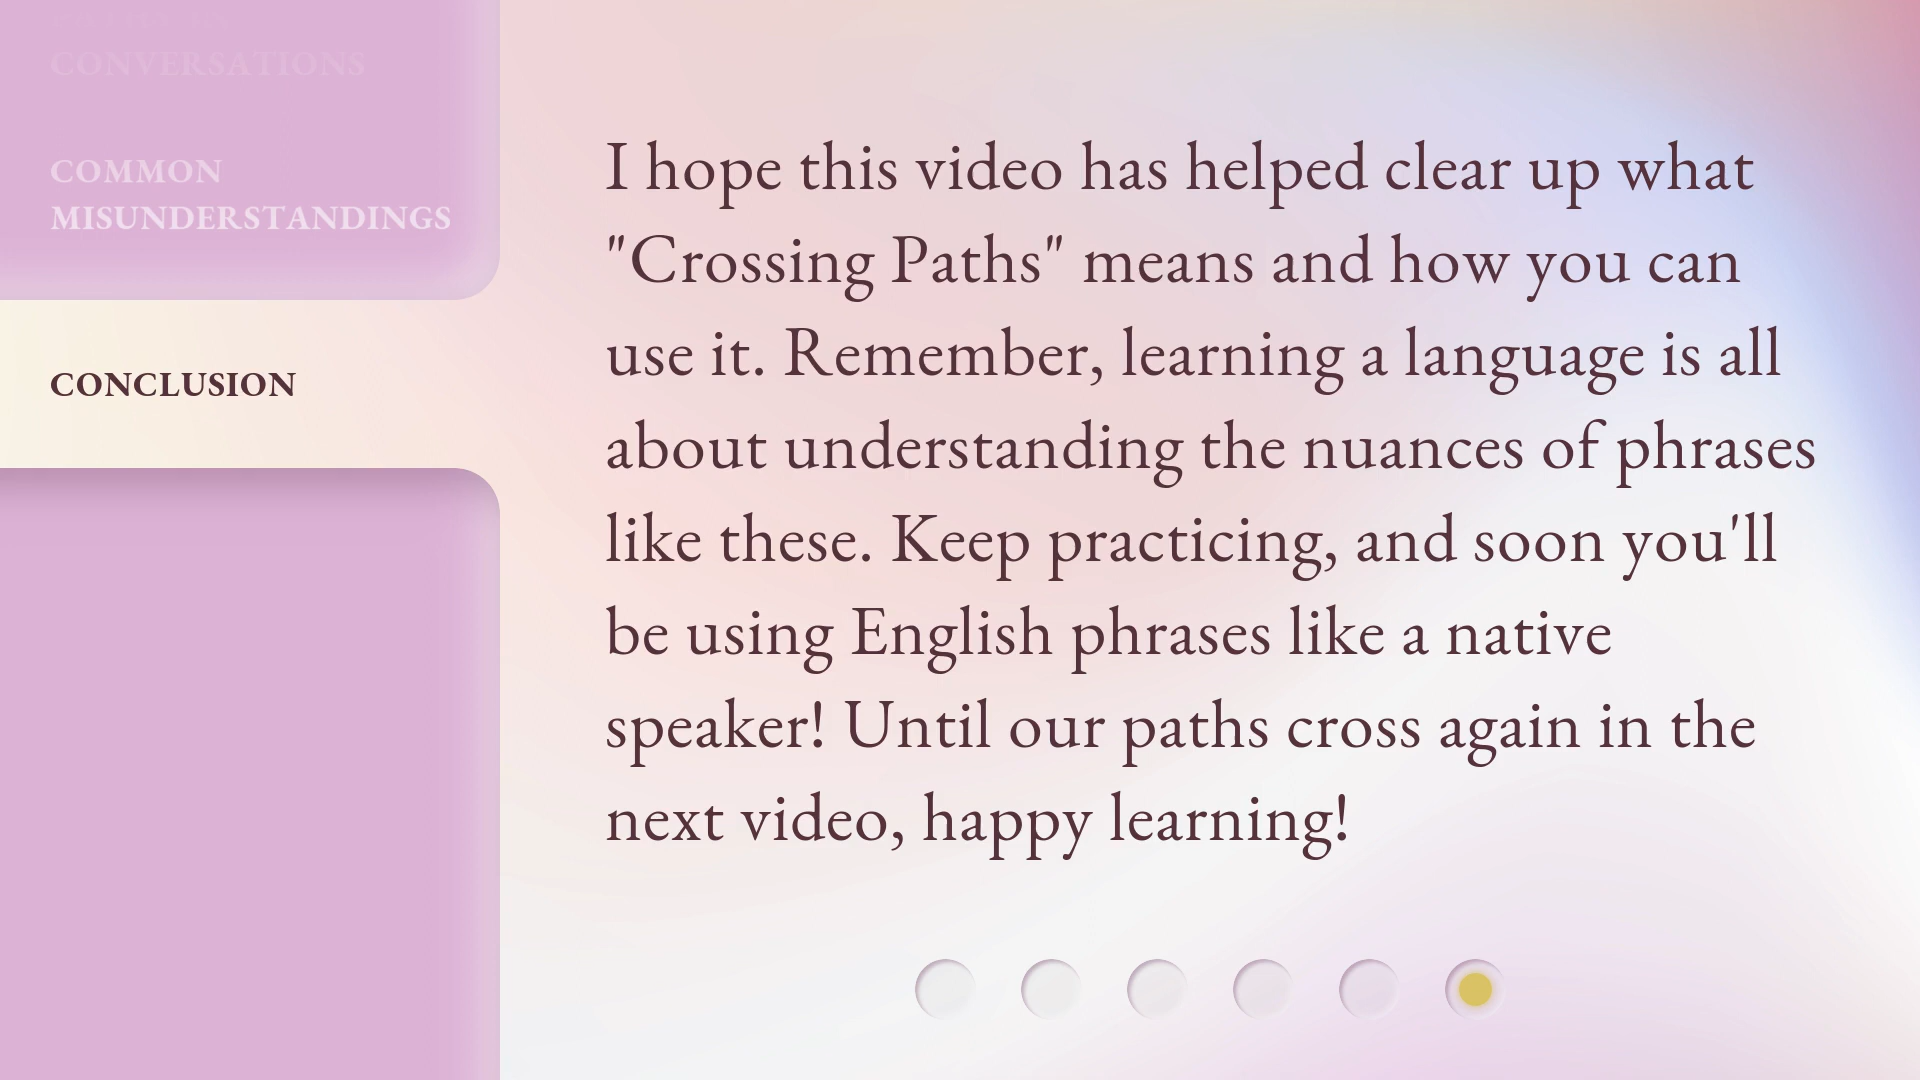 CONVERSATIONS
COMMON
MISUNDERSTANDINGS
CONCLUSION
I hope this video has helped clear up what
"Crossing Paths" means and how you can
use it. Remember, learning a language is all
about understanding the nuances of phrases
like these. Keep practicing, and soon you'll
be using English phrases like a native
speaker! Until our paths cross again in the
next video, happy learning!